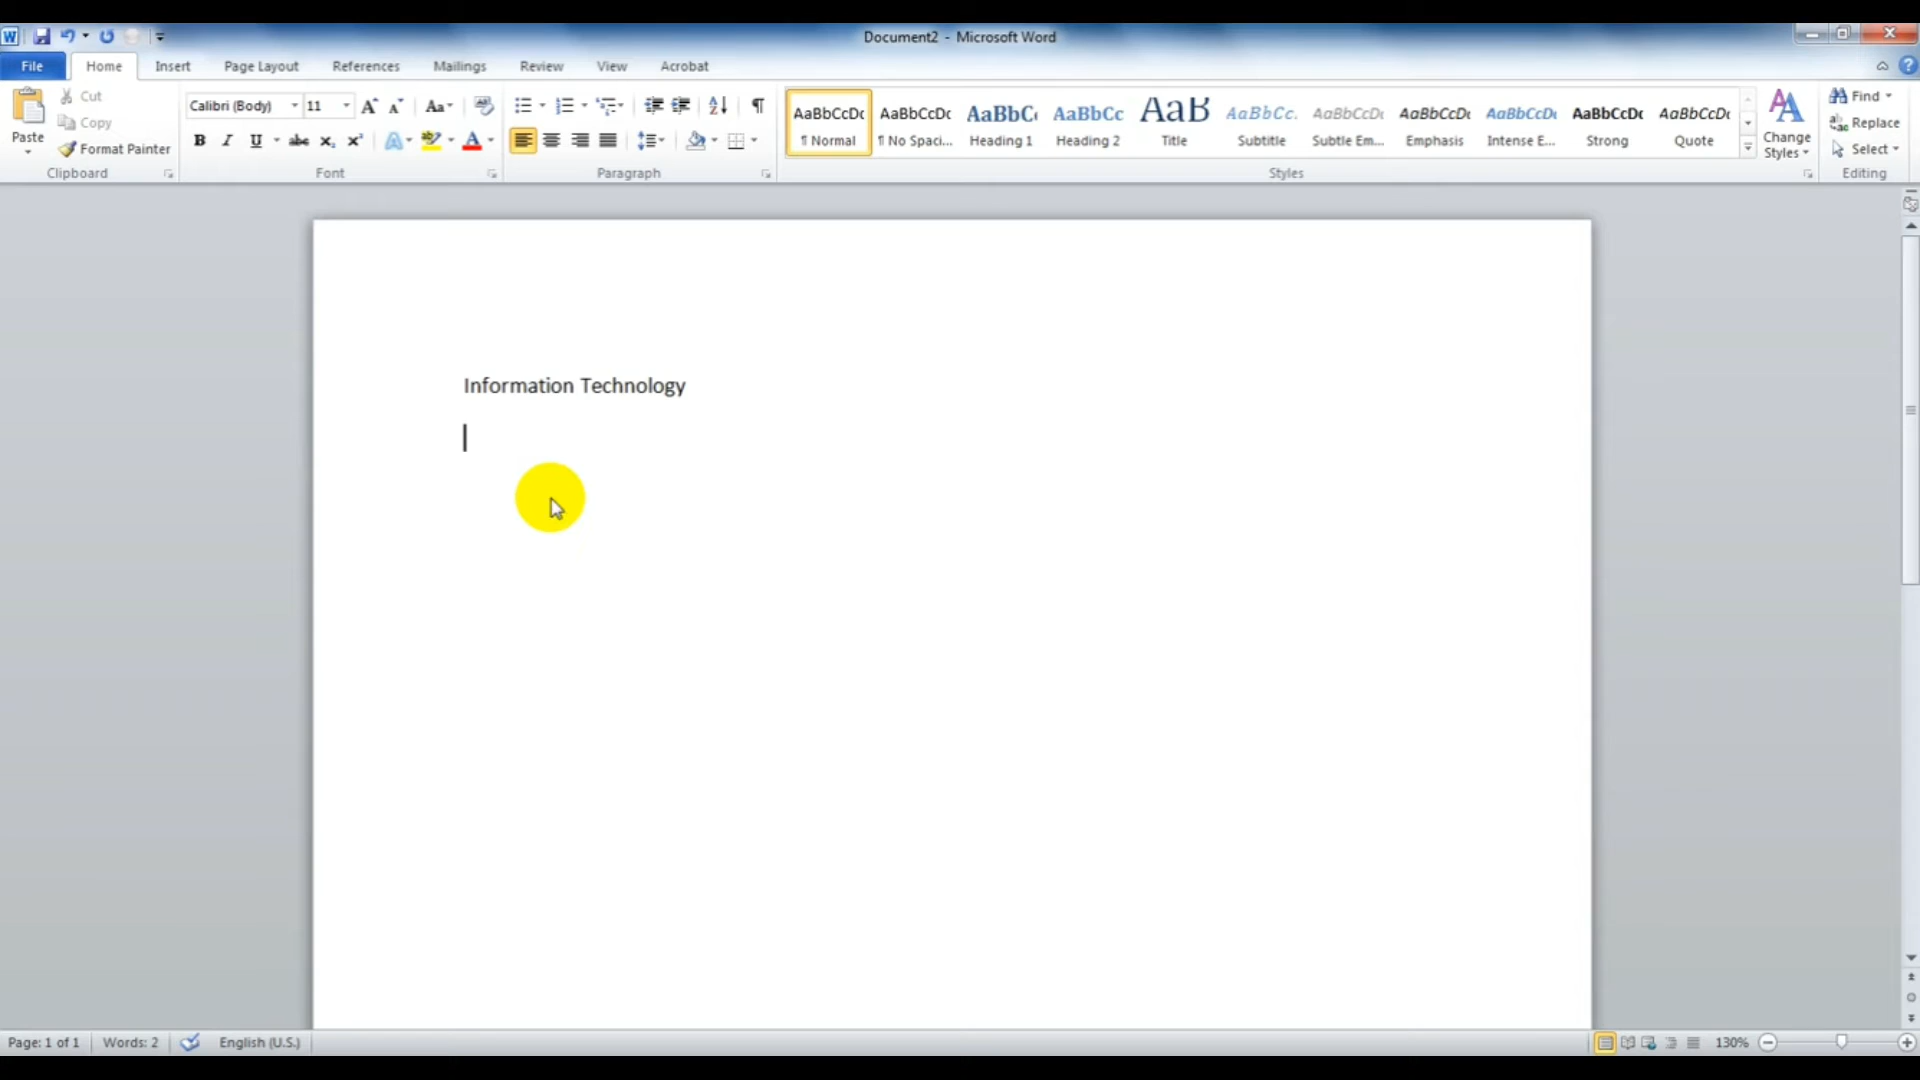 Document2 - Microsoft Word
File Home Insert Page Layout References Mailings Review View Acrobat
Paste
Cut
Copy
Format Painter
Clipboard
Calibri (Body) 11
Font
Paragraph
AaBbCcDc AaBbCcDc AaBbC AaBbCc AaB AaBbCc. AaBbCcDc AaBbCcDc AaBbCcDc AaBbCcDc AaBbCcDc
¶ Normal ¶ No Spaci... Heading 1 Heading 2 Title Subtitle Subtle Em... Emphasis Intense E... Strong Quote
Styles
Change
Styles
Find
Replace
Select
Editing
Information Technology
Page: 1 of 1 Words: 2 English (U.S.) 130%